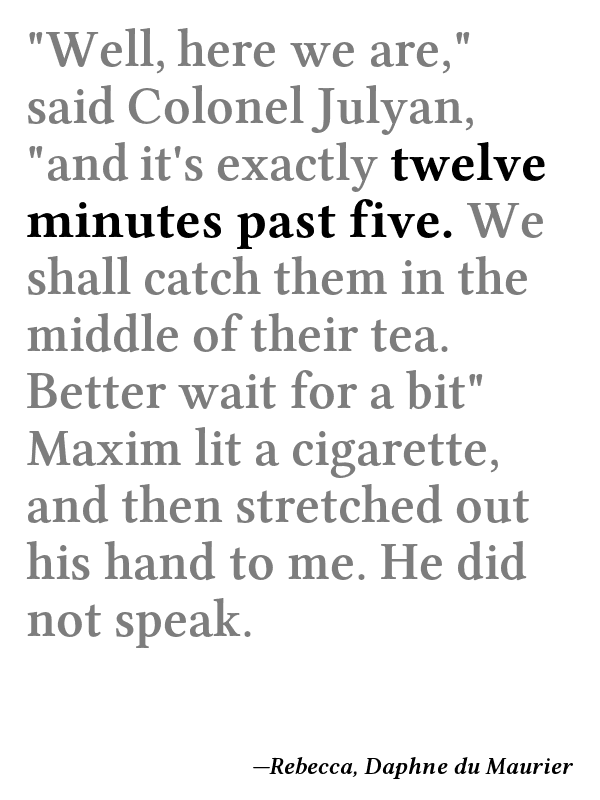 "Well, here we are,"
said Colonel Julyan,
"and it's exactly twelve
minutes past five. We
shall catch them in the
middle of their tea.
Better wait for a bit"
Maxim lit a cigarette,
and then stretched out
his hand to me. He did
not speak.
—Rebecca, Daphne du Maurier